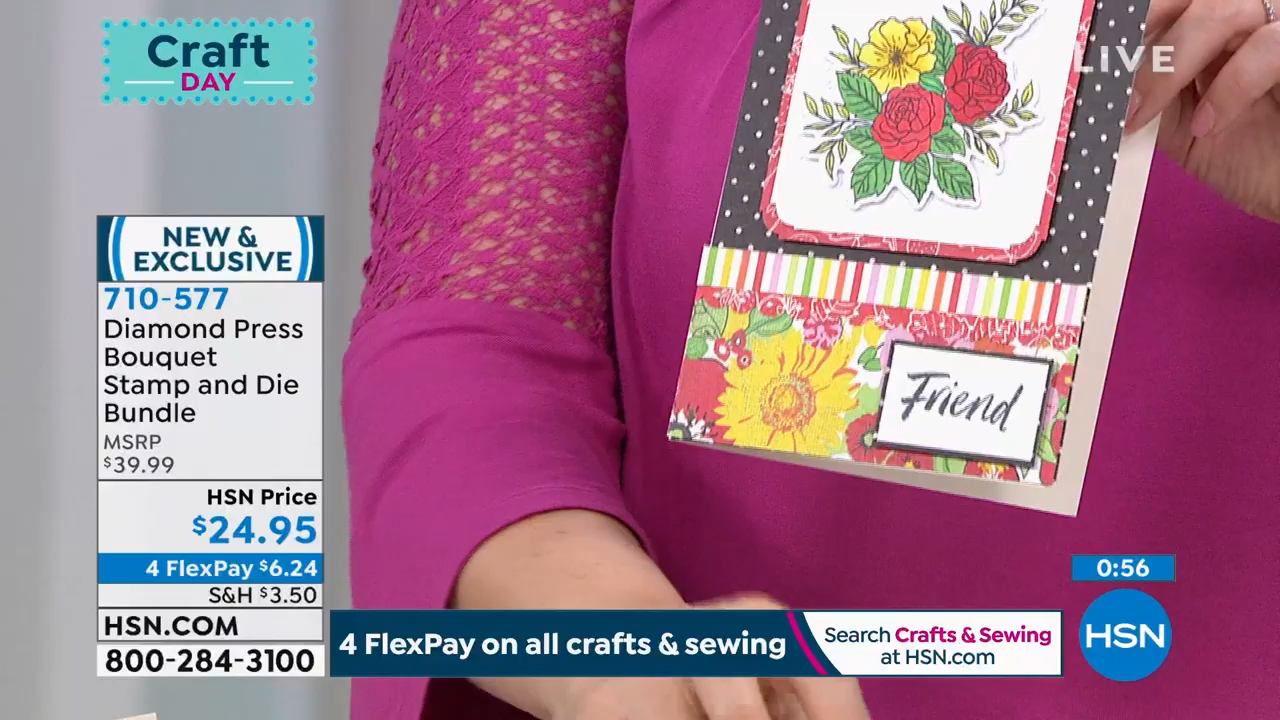 Craft
DAY
LIVE
NEW &
EXCLUSIVE
710-577
Diamond Press
Bouquet
Stamp and Die
Bundle
MSRP
$39.99
HSN Price
$24.95
4 FlexPay $6.24
S&H $3.50
HSN.COM
800-284-3100
Friend
0:56
4 FlexPay on all crafts & sewing
Search Crafts & Sewing
at HSN.com
HSN